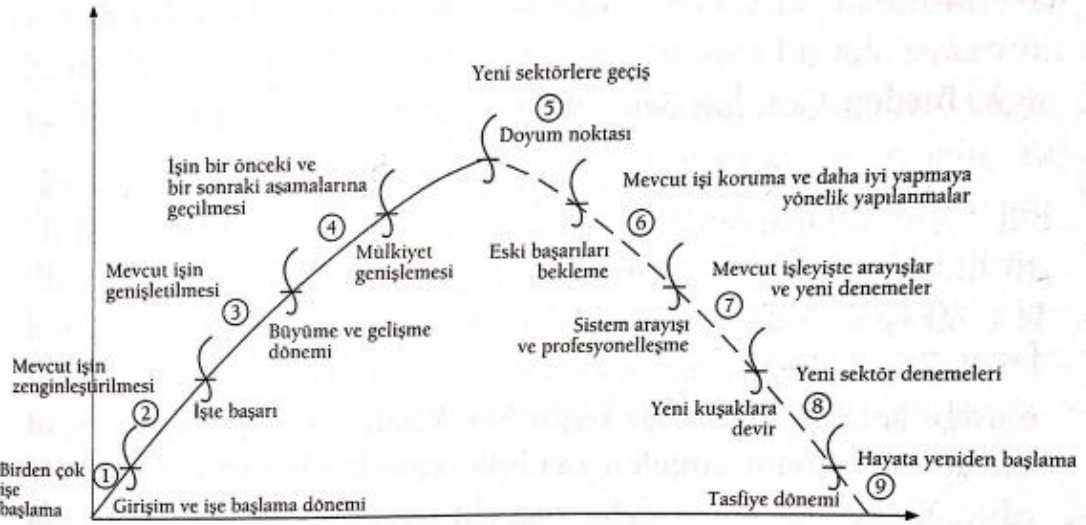 Yeni sektörlere geçiş
⑤
Doyum noktası
İşin bir önceki ve
bir sonraki aşamalarına
geçilmesi
④
Mülkiyet
genişlemesi
Mevcut işi koruma ve daha iyi yapmaya
yönelik yapılanmalar
⑥
Eski başarıları
bekleme
Mevcut işin
genişletilmesi
③
Büyüme ve gelişme
dönemi
Mevcut işleyişte arayışlar
ve yeni denemeler
⑦
Sistem arayışı
ve profesyonelleşme
Mevcut işin
zenginleştirilmesi
②
İşte başarı
Yeni sektör denemeleri
⑧
Yeni kuşaklara
devir
Birden çok
işe
başlama
①
Girişim ve işe başlama dönemi
Hayata yeniden başlama
⑨
Tasfiye dönemi